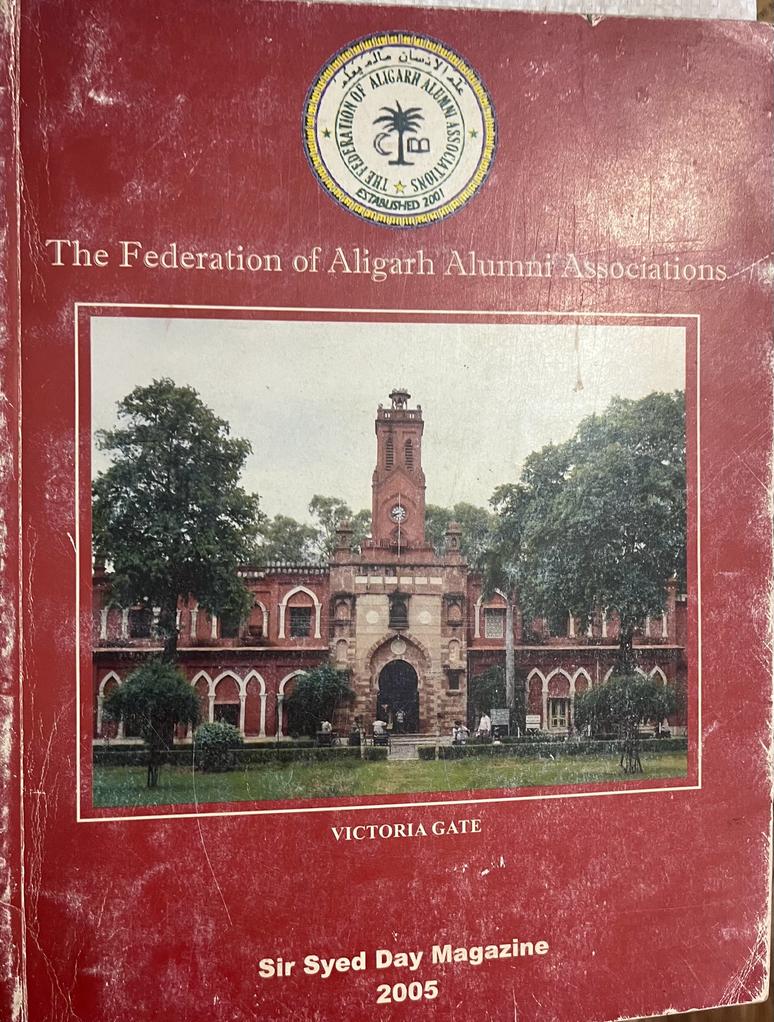 علم الانسان مالم يعلم
THE FEDERATION OF ALIGARH ALUMNI ASSOCIATIONS
ESTABLISHED 2001
The Federation of Aligarh Alumni Associations
VICTORIA GATE
Sir Syed Day Magazine
2005